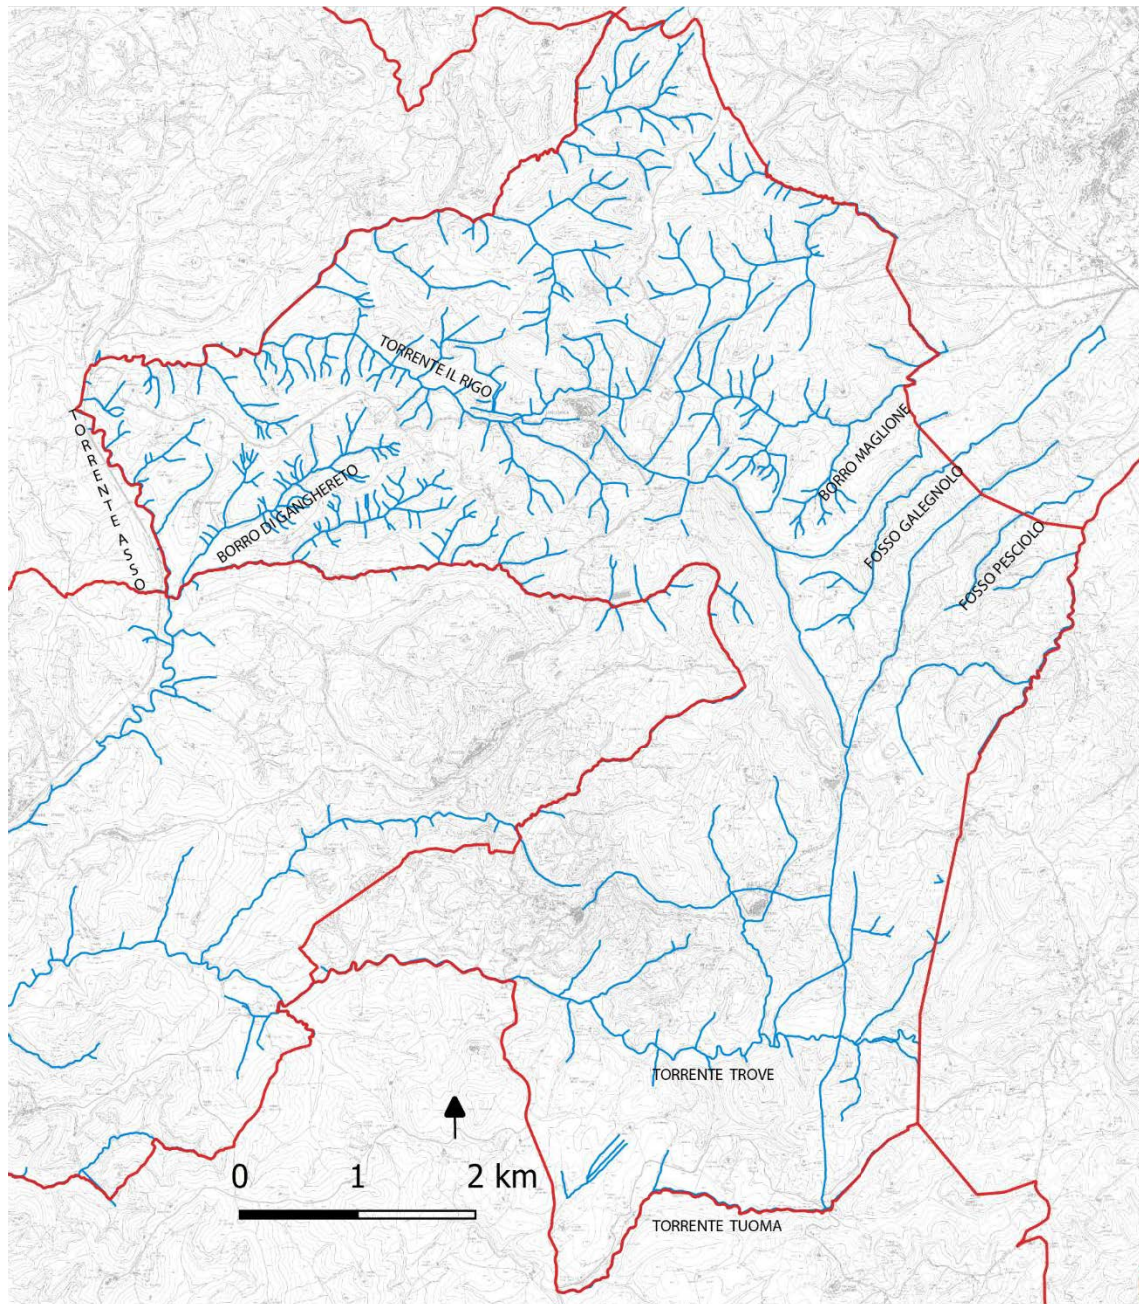 TORRENTE IL RIGO
TORRENTE ASSO
BORRO DI GANGHERETO
BORRO MAGLIONE
FOSSO GALEGNOLO
FOSSO PESCIOLO
TORRENTE TROVE
0 1 2 km
TORRENTE TUOMA